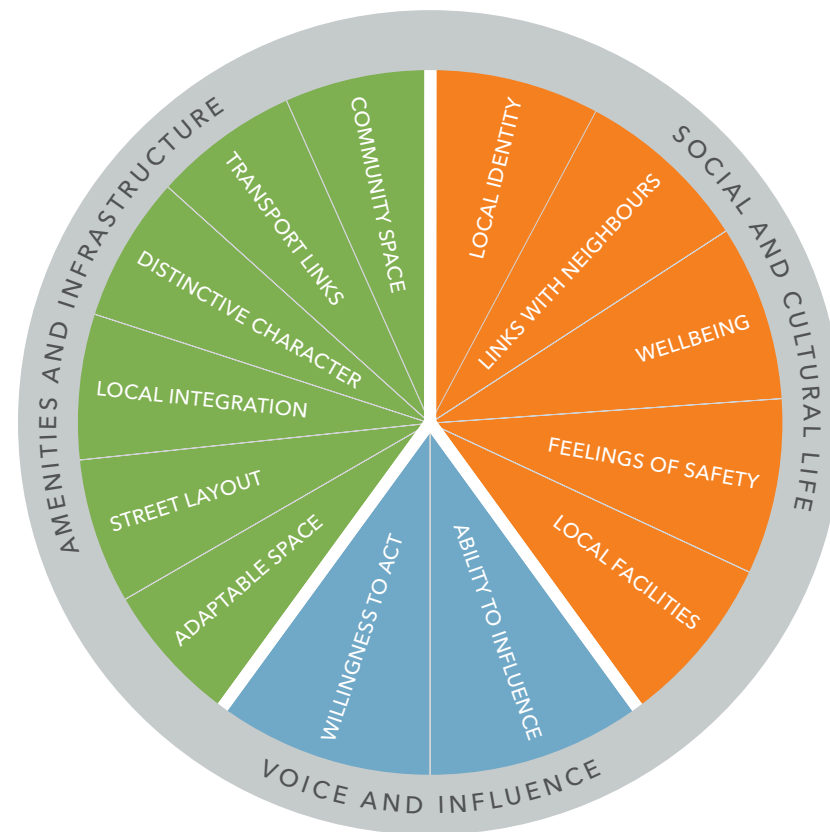 AMENITIES AND INFRASTRUCTURE
COMMUNITY SPACE
TRANSPORT LINKS
DISTINCTIVE CHARACTER
LOCAL INTEGRATION
STREET LAYOUT
ADAPTABLE SPACE
SOCIAL AND CULTURAL LIFE
LOCAL IDENTITY
LINKS WITH NEIGHBOURS
WELLBEING
FEELINGS OF SAFETY
LOCAL FACILITIES
VOICE AND INFLUENCE
WILLINGNESS TO ACT
ABILITY TO INFLUENCE